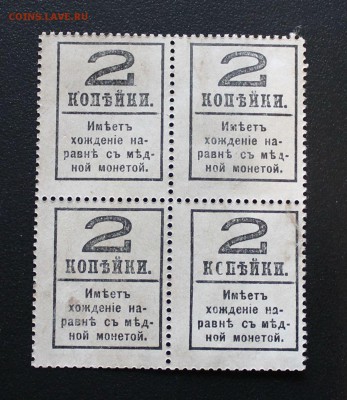 COINS.LAVE.RU
2
КОПѢЙКИ.
Имѣетъ
хожденіе на-
равнѣ съ мѣд-
ной монетой.
2
КОПѢЙКИ.
Имѣетъ
хожденіе на-
равнѣ съ мѣд-
ной монетой.
2
КОПѢЙКИ.
Имѣетъ
хожденіе на-
равнѣ съ мѣд-
ной монетой.
2
КОПѢЙКИ.
Имѣетъ
хожденіе на-
равнѣ съ мѣд-
ной монетой.